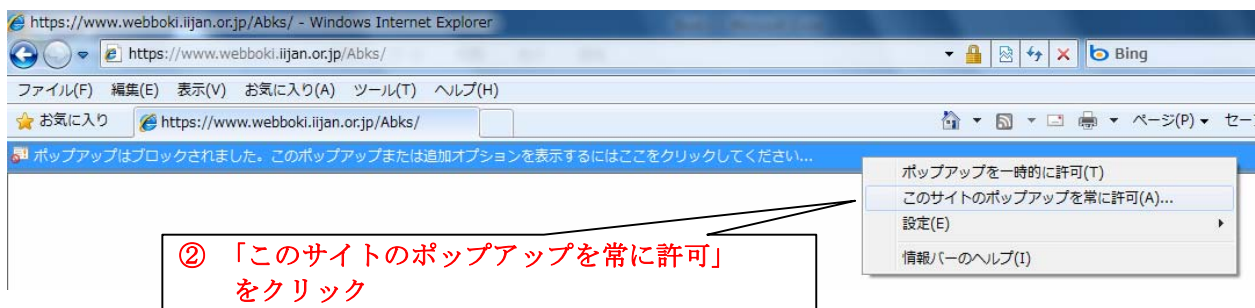 https://www.webboki.iijan.or.jp/Abks/ - Windows Internet Explorer
https://www.webboki.iijan.or.jp/Abks/
Bing
ファイル(F) 編集(E) 表示(V) お気に入り(A) ツール(T) ヘルプ(H)
お気に入り
https://www.webboki.iijan.or.jp/Abks/
ページ(P)
セー
ポップアップはブロックされました。このポップアップまたは追加オプションを表示するにはここをクリックしてください...
ポップアップを一時的に許可(T)
このサイトのポップアップを常に許可(A)...
設定(E)
情報バーのヘルプ(I)
② 「このサイトのポップアップを常に許可」
をクリック